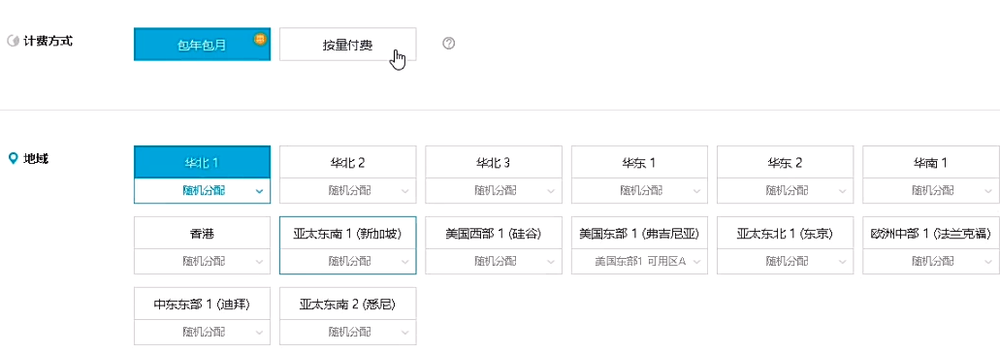 计费方式 包年包月 按量付费
地域 华北 1 华北 2 华北 3 华东 1 华东 2 华南 1
随机分配 随机分配 随机分配 随机分配 随机分配 随机分配
香港 亚太东南 1 (新加坡) 美国西部 1 (硅谷) 美国东部 1 (弗吉尼亚) 亚太东北 1 (东京) 欧洲中部 1 (法兰克福)
随机分配 随机分配 随机分配 美国东部1 可用区A 随机分配 随机分配
中东东部 1 (迪拜) 亚太东南 2 (悉尼)
随机分配 随机分配